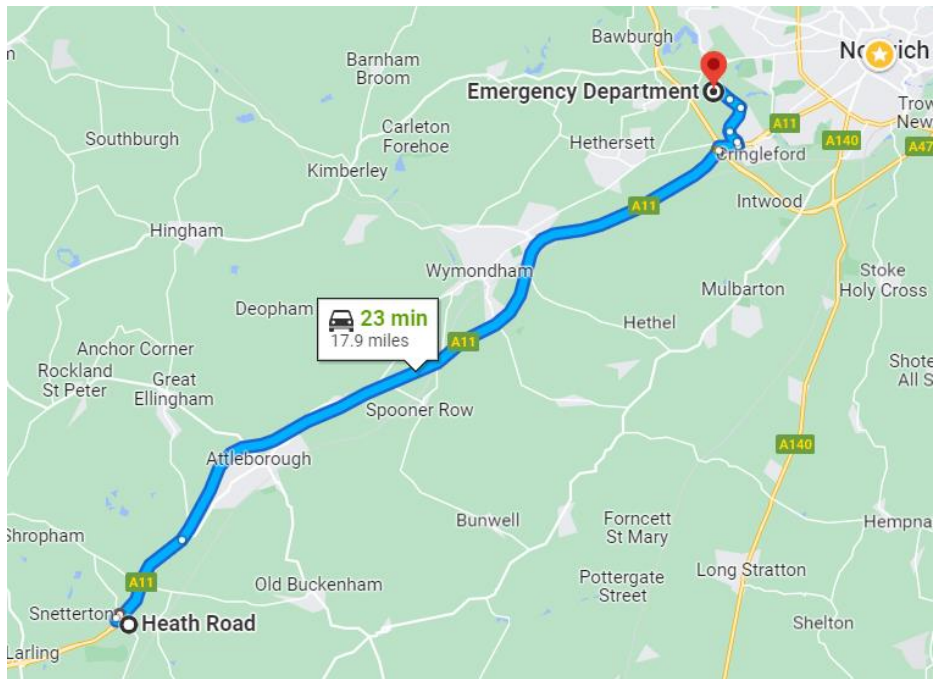 Bawburgh
Norwich
Barnham
Broom
Emergency Department
Trow
New
A11
A140
A47
Southburgh
Carleton
Forehoe
Hethersett
Cringleford
Kimberley
Intwood
A11
Hingham
Wymondham
Stoke
Holy Cross
Mulbarton
Deopham
23 min
17.9 miles
Hethel
A11
Anchor Corner
Rockland
St Peter
Great
Ellingham
Shote
All S
Spooner Row
A140
Attleborough
Bunwell
Forncett
St Mary
Hempna
Shropham
Long Stratton
A11
Old Buckenham
Pottergate
Street
Snetterton
Heath Road
Shelton
Larling